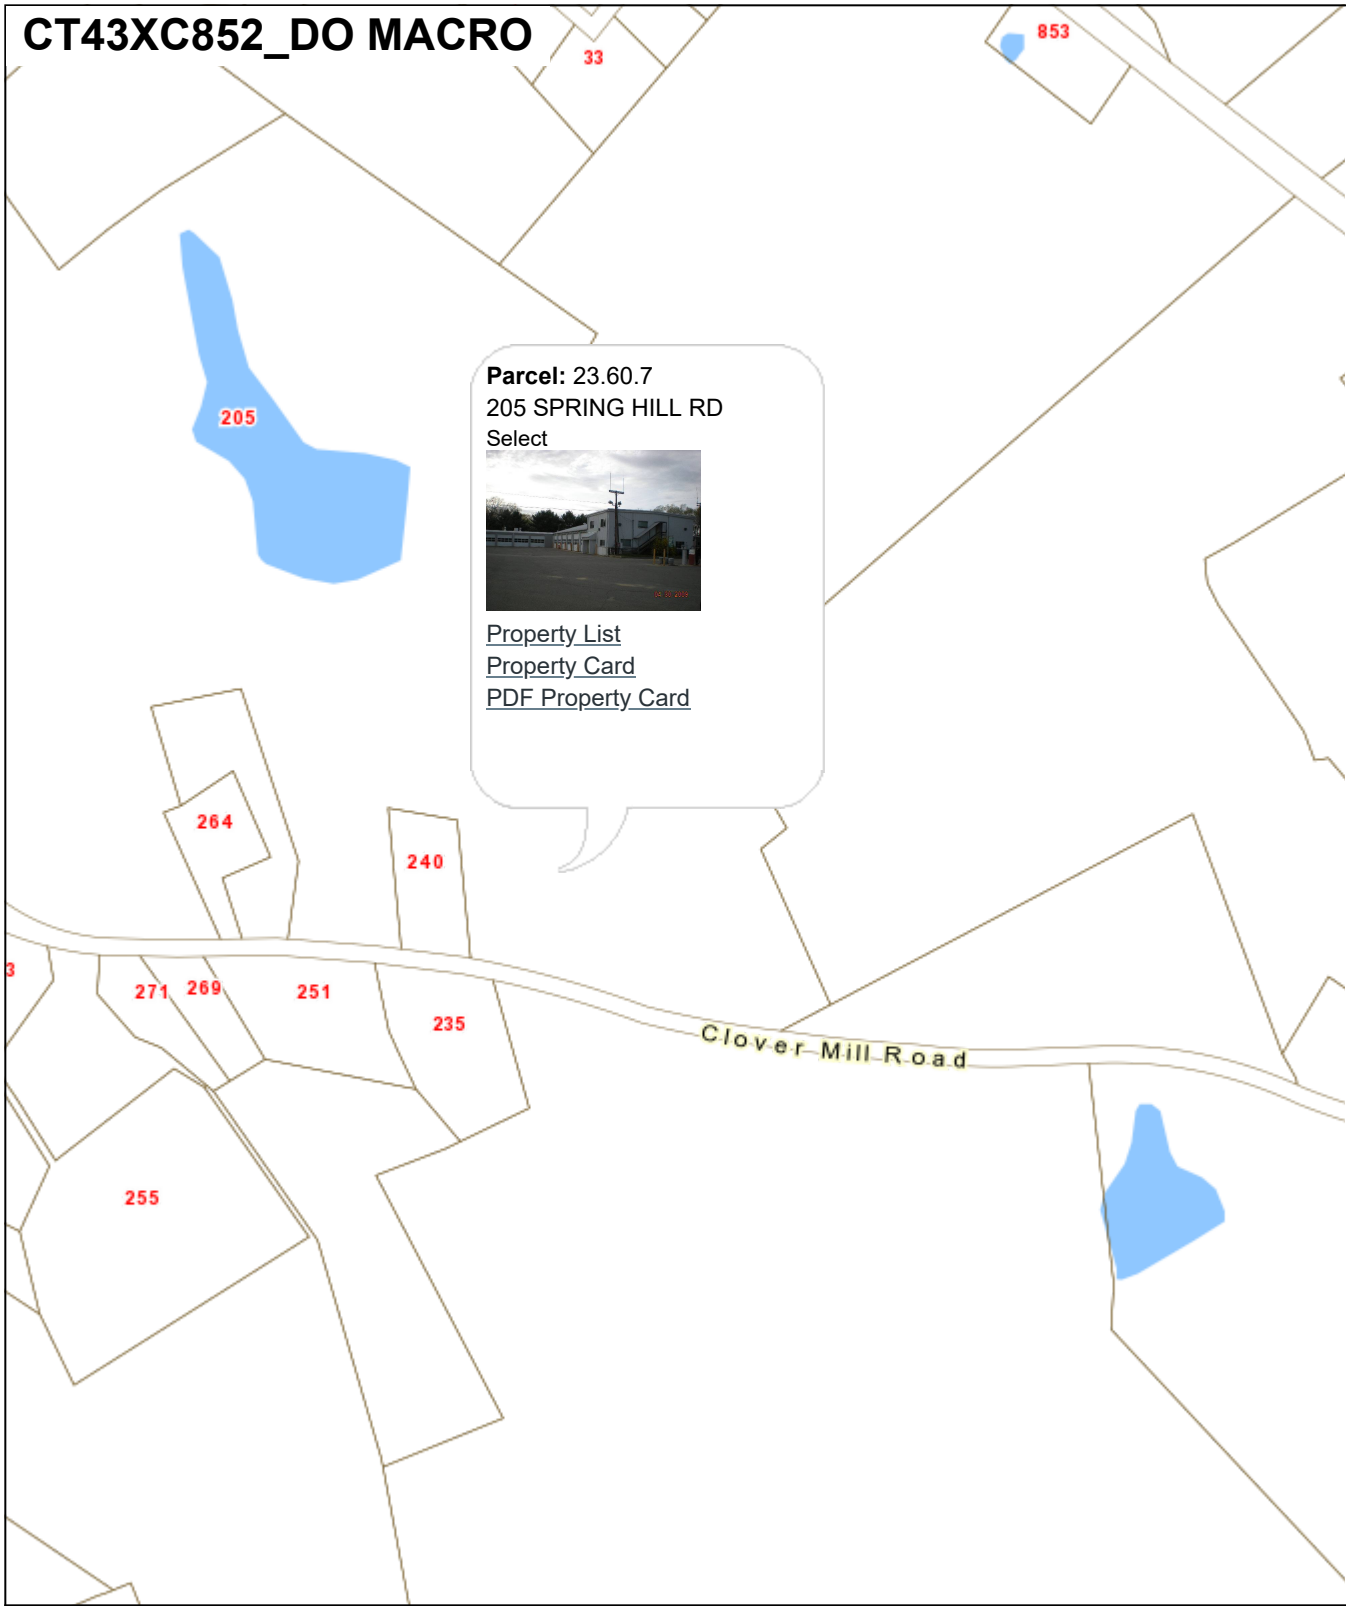 CT43XC852_DO MACRO
33
853
205
Parcel: 23.60.7
205 SPRING HILL RD
Select
Property List
Property Card
PDF Property Card
264
240
3
271
269
251
235
Clover Mill Road
255